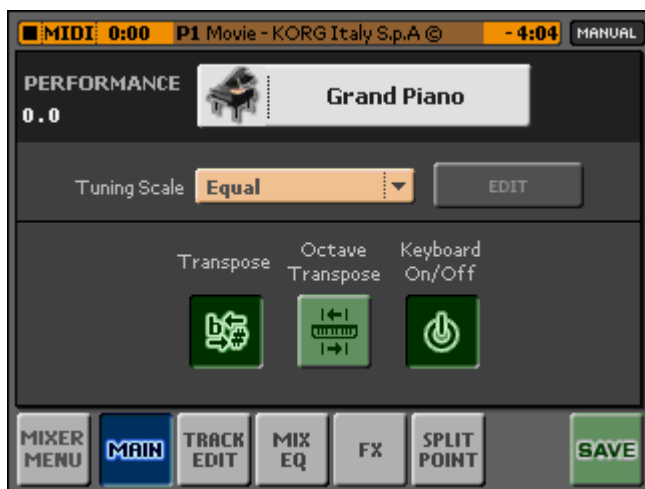 MIDI 0:00 P1 Movie - KORG Italy S.p.A © - 4:04 MANUAL
PERFORMANCE
0.0
Grand Piano
Tuning Scale Equal EDIT
Transpose
Octave
Transpose
Keyboard
On/Off
b #
MIXER
MENU
MAIN
TRACK
EDIT
MIX
EQ
FX
SPLIT
POINT
SAVE